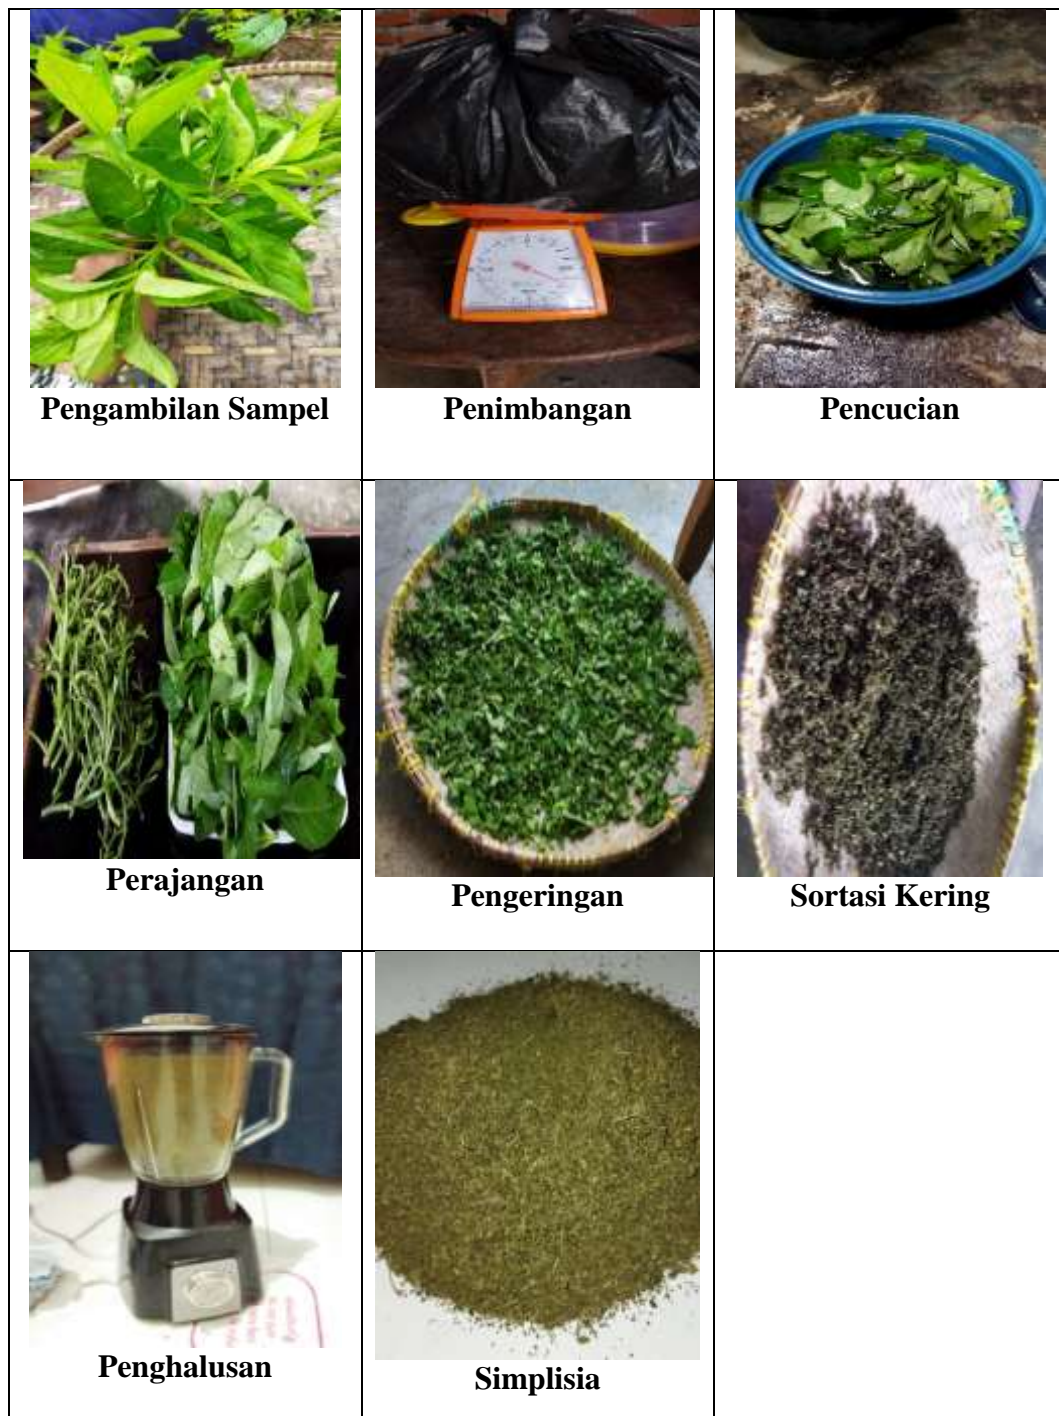 Pengambilan Sampel
Penimbangan
Pencucian
Perajangan
Pengeringan
Sortasi Kering
Penghalusan
Simplisia